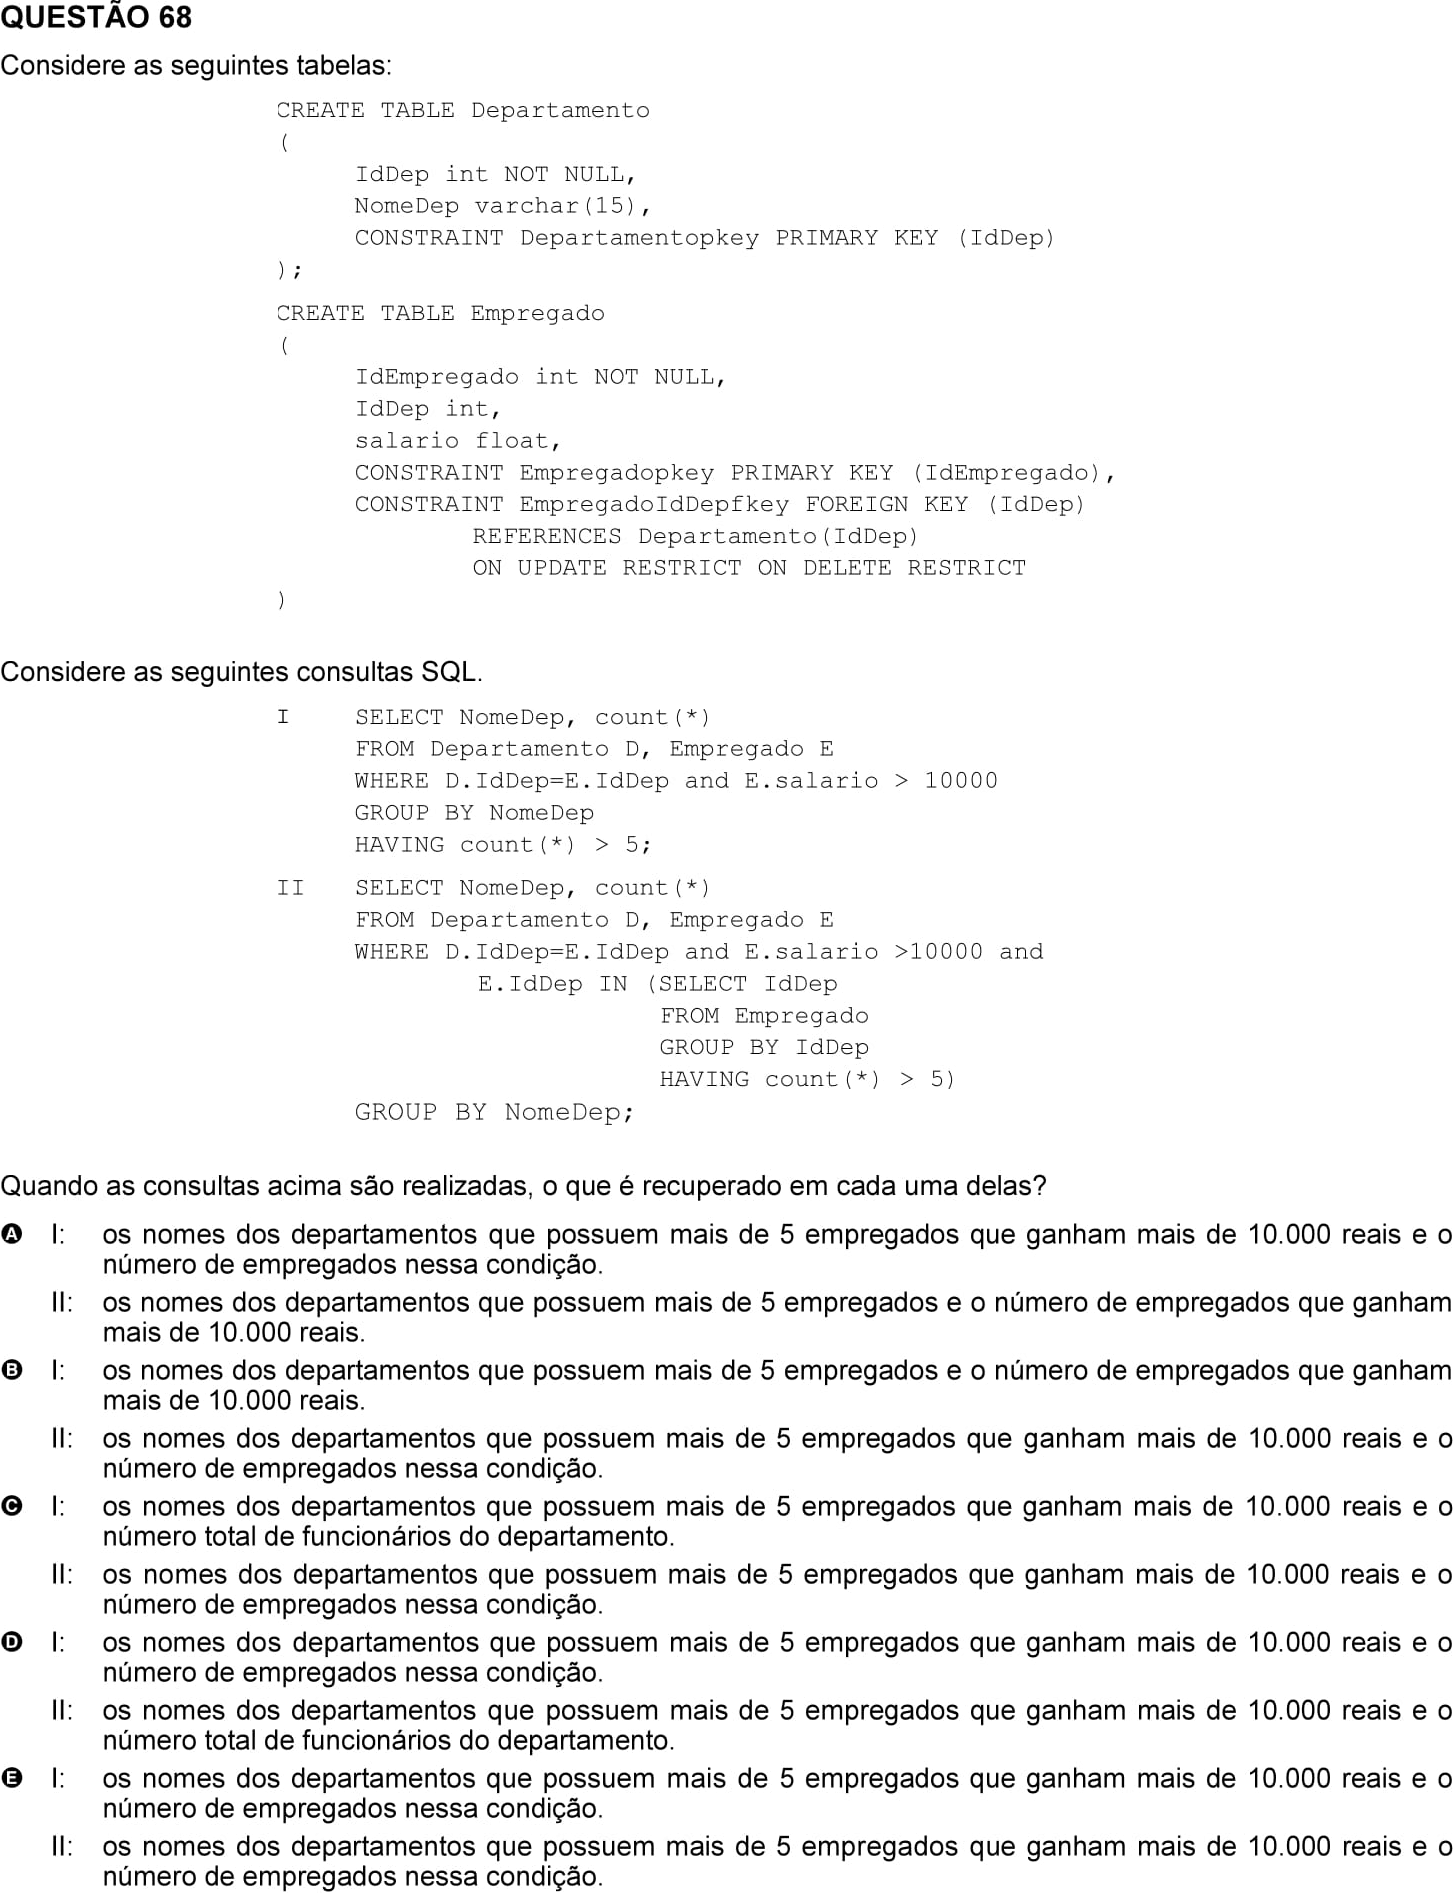 QUESTÃO 68
Considere as seguintes tabelas:
CREATE TABLE Departamento
(
IdDep int NOT NULL,
NomeDep varchar(15),
CONSTRAINT Departamentopkey PRIMARY KEY (IdDep)
);
CREATE TABLE Empregado
(
IdEmpregado int NOT NULL,
IdDep int,
salario float,
CONSTRAINT Empregadopkey PRIMARY KEY (IdEmpregado),
CONSTRAINT EmpregadoIdDepfkey FOREIGN KEY (IdDep)
REFERENCES Departamento(IdDep)
ON UPDATE RESTRICT ON DELETE RESTRICT
)
Considere as seguintes consultas SQL.
I SELECT NomeDep, count(*)
FROM Departamento D, Empregado E
WHERE D.IdDep=E.IdDep and E.salario > 10000
GROUP BY NomeDep
HAVING count(*) > 5;
II SELECT NomeDep, count(*)
FROM Departamento D, Empregado E
WHERE D.IdDep=E.IdDep and E.salario >10000 and
E.IdDep IN (SELECT IdDep
FROM Empregado
GROUP BY IdDep
HAVING count(*) > 5)
GROUP BY NomeDep;
Quando as consultas acima são realizadas, o que é recuperado em cada uma delas?
A I: os nomes dos departamentos que possuem mais de 5 empregados que ganham mais de 10.000 reais e o
número de empregados nessa condição.
II: os nomes dos departamentos que possuem mais de 5 empregados e o número de empregados que ganham
mais de 10.000 reais.
B I: os nomes dos departamentos que possuem mais de 5 empregados e o número de empregados que ganham
mais de 10.000 reais.
II: os nomes dos departamentos que possuem mais de 5 empregados que ganham mais de 10.000 reais e o
número de empregados nessa condição.
C I: os nomes dos departamentos que possuem mais de 5 empregados que ganham mais de 10.000 reais e o
número total de funcionários do departamento.
II: os nomes dos departamentos que possuem mais de 5 empregados que ganham mais de 10.000 reais e o
número de empregados nessa condição.
D I: os nomes dos departamentos que possuem mais de 5 empregados que ganham mais de 10.000 reais e o
número de empregados nessa condição.
II: os nomes dos departamentos que possuem mais de 5 empregados que ganham mais de 10.000 reais e o
número total de funcionários do departamento.
E I: os nomes dos departamentos que possuem mais de 5 empregados que ganham mais de 10.000 reais e o
número de empregados nessa condição.
II: os nomes dos departamentos que possuem mais de 5 empregados que ganham mais de 10.000 reais e o
número de empregados nessa condição.